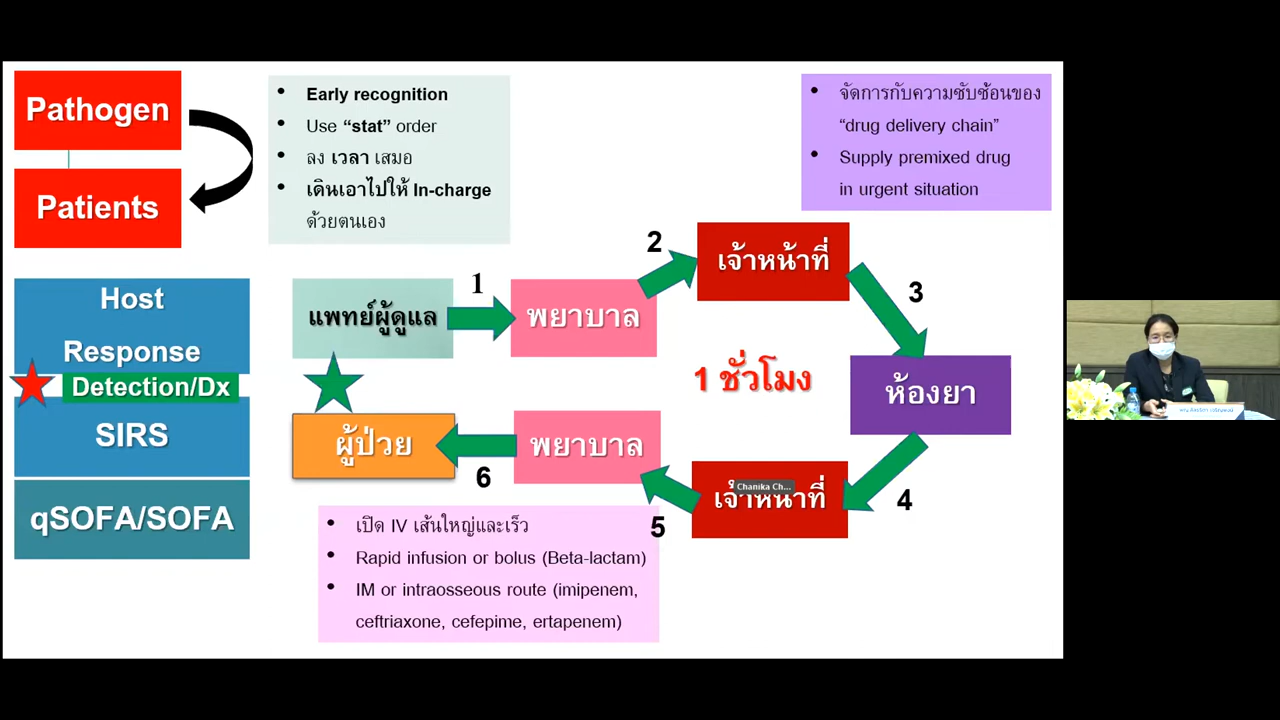 Pathogen
Patients
• Early recognition
• Use “stat” order
• ลง เวลา เสมอ
• เดินเอาไปให้ In-charge
ด้วยตนเอง
• จัดการกับความซับซ้อนของ
“drug delivery chain”
• Supply premixed drug
in urgent situation
Host
Response
Detection/Dx
SIRS
qSOFA/SOFA
แพทย์ผู้ดูแล
1
พยาบาล
2
เจ้าหน้าที่
3
1 ชั่วโมง
ห้องยา
4
เจ้าหน้าที่
Chanika Ch...
5
พยาบาล
6
ผู้ป่วย
• เปิด IV เส้นใหญ่และเร็ว
• Rapid infusion or bolus (Beta-lactam)
• IM or intraosseous route (imipenem,
ceftriaxone, cefepime, ertapenem)